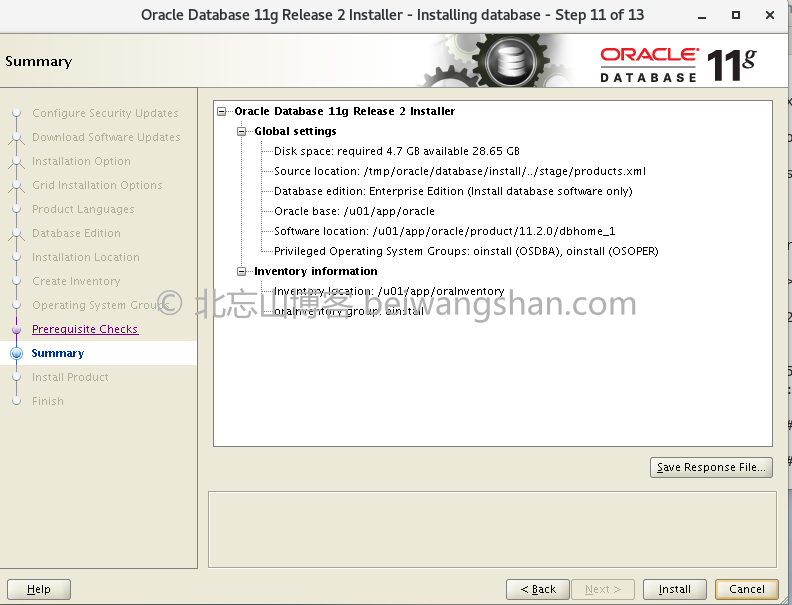 Oracle Database 11g Release 2 Installer - Installing database - Step 11 of 13
Summary
ORACLE
DATABASE 11g
Configure Security Updates
Download Software Updates
Installation Option
Grid Installation Options
Product Languages
Database Edition
Installation Location
Create Inventory
Operating System Groups
Prerequisite Checks
Summary
Install Product
Finish
Oracle Database 11g Release 2 Installer
Global settings
Disk space: required 4.7 GB available 28.65 GB
Source location: /tmp/oracle/database/install/../stage/products.xml
Database edition: Enterprise Edition (Install database software only)
Oracle base: /u01/app/oracle
Software location: /u01/app/oracle/product/11.2.0/dbhome_1
Privileged Operating System Groups: oinstall (OSDBA), oinstall (OSOPER)
Inventory information
Inventory location: /u01/app/oraInventory
oraInventory group: oinstall
© 北忘山博客 beiwangshan.com
Save Response File...
Help
< Back
Next >
Install
Cancel